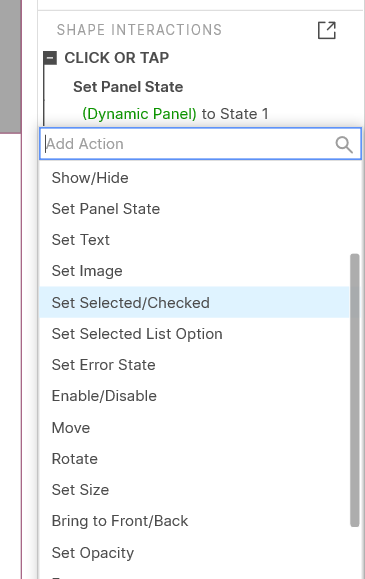 SHAPE INTERACTIONS
CLICK OR TAP
Set Panel State
(Dynamic Panel) to State 1
Add Action
Show/Hide
Set Panel State
Set Text
Set Image
Set Selected/Checked
Set Selected List Option
Set Error State
Enable/Disable
Move
Rotate
Set Size
Bring to Front/Back
Set Opacity